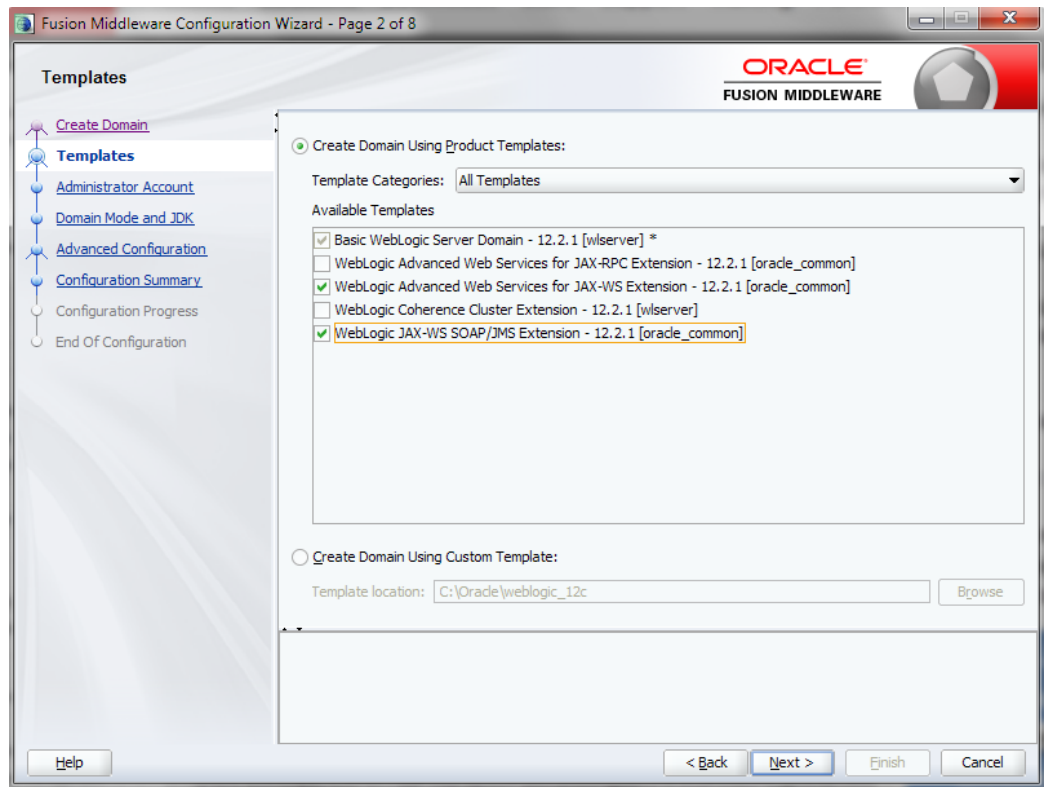 Fusion Middleware Configuration Wizard - Page 2 of 8
Templates
ORACLE
FUSION MIDDLEWARE
Create Domain
Templates
Administrator Account
Domain Mode and JDK
Advanced Configuration
Configuration Summary
Configuration Progress
End Of Configuration
Create Domain Using Product Templates:
Template Categories: All Templates
Available Templates
Basic WebLogic Server Domain - 12.2.1 [wlserver] *
WebLogic Advanced Web Services for JAX-RPC Extension - 12.2.1 [oracle_common]
WebLogic Advanced Web Services for JAX-WS Extension - 12.2.1 [oracle_common]
WebLogic Coherence Cluster Extension - 12.2.1 [wlserver]
WebLogic JAX-WS SOAP/JMS Extension - 12.2.1 [oracle_common]
Create Domain Using Custom Template:
Template location: C:\Oracle\weblogic_12c Browse
Help < Back Next > Finish Cancel